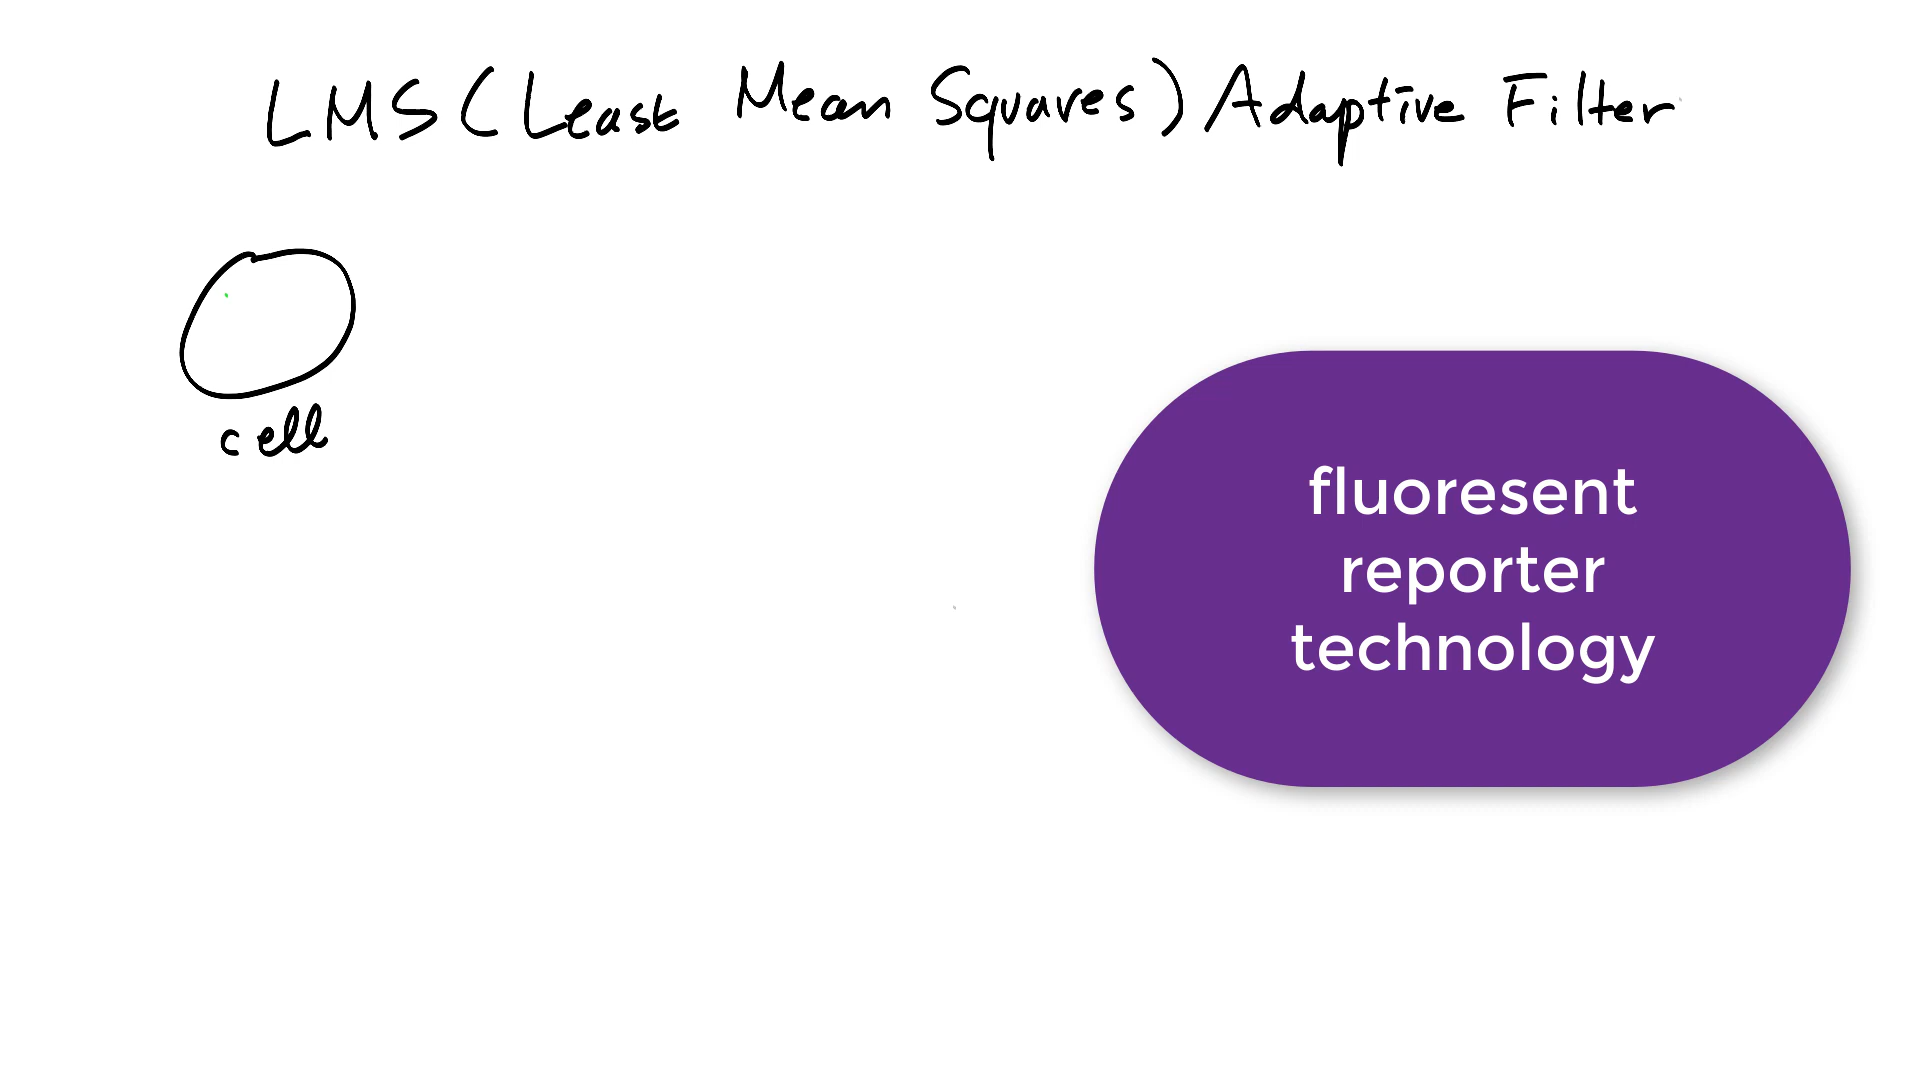 LMS (Least Mean Squares) Adaptive Filter
cell
fluoresent
reporter
technology